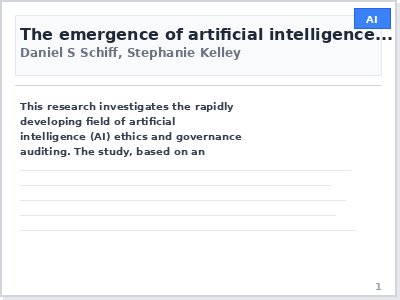 AI
The emergence of artificial intelligence...
Daniel S Schiff, Stephanie Kelley
This research investigates the rapidly
developing field of artificial
intelligence (AI) ethics and governance
auditing. The study, based on an
1